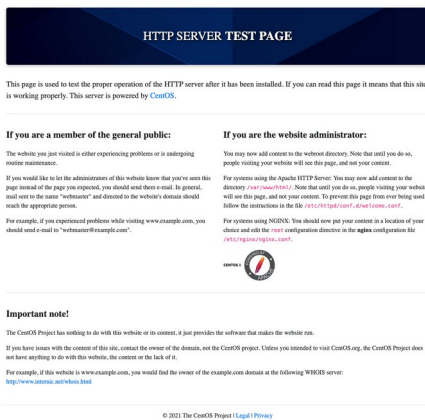 HTTP SERVER TEST PAGE
This page is used to test the proper operation of the HTTP server after it has been installed. If you can read this page it means that this site
is working properly. This server is powered by CentOS.
If you are a member of the general public:
The website you just visited is either experiencing problems or is undergoing
routine maintenance.
If you would like to let the administrators of this website know that you've seen this
page instead of the page you expected, you should send them e-mail. In general,
mail sent to the name "webmaster" and directed to the website's domain should
reach the appropriate person.
For example, if you experienced problems while visiting www.example.com, you
should send e-mail to "webmaster@example.com".
If you are the website administrator:
You may now add content to the webroot directory. Note that until you do so,
people visiting your website will see this page, and not your content.
For systems using the Apache HTTP Server: You may now add content to the
directory /var/www/html/. Note that until you do so, people visiting your website
will see this page, and not your content. To prevent this page from ever being used,
follow the instructions in the file /etc/httpd/conf.d/welcome.conf.
For systems using NGINX: You should now put your content in a location of your
choice and edit the root configuration directive in the nginx configuration file
/etc/nginx/nginx.conf.
POWERED BY
APACHE
Important note!
The CentOS Project has nothing to do with this website or its content, it just provides the software that makes the website run.
If you have issues with the content of this site, contact the owner of the domain, not the CentOS project. Unless you intended to visit CentOS.org, the CentOS Project does
not have anything to do with this website, the content or the lack of it.
For example, if this website is www.example.com, you would find the owner of the example.com domain at the following WHOIS server:
http://www.internic.net/whois.html
© 2021 The CentOS Project | Legal | Privacy